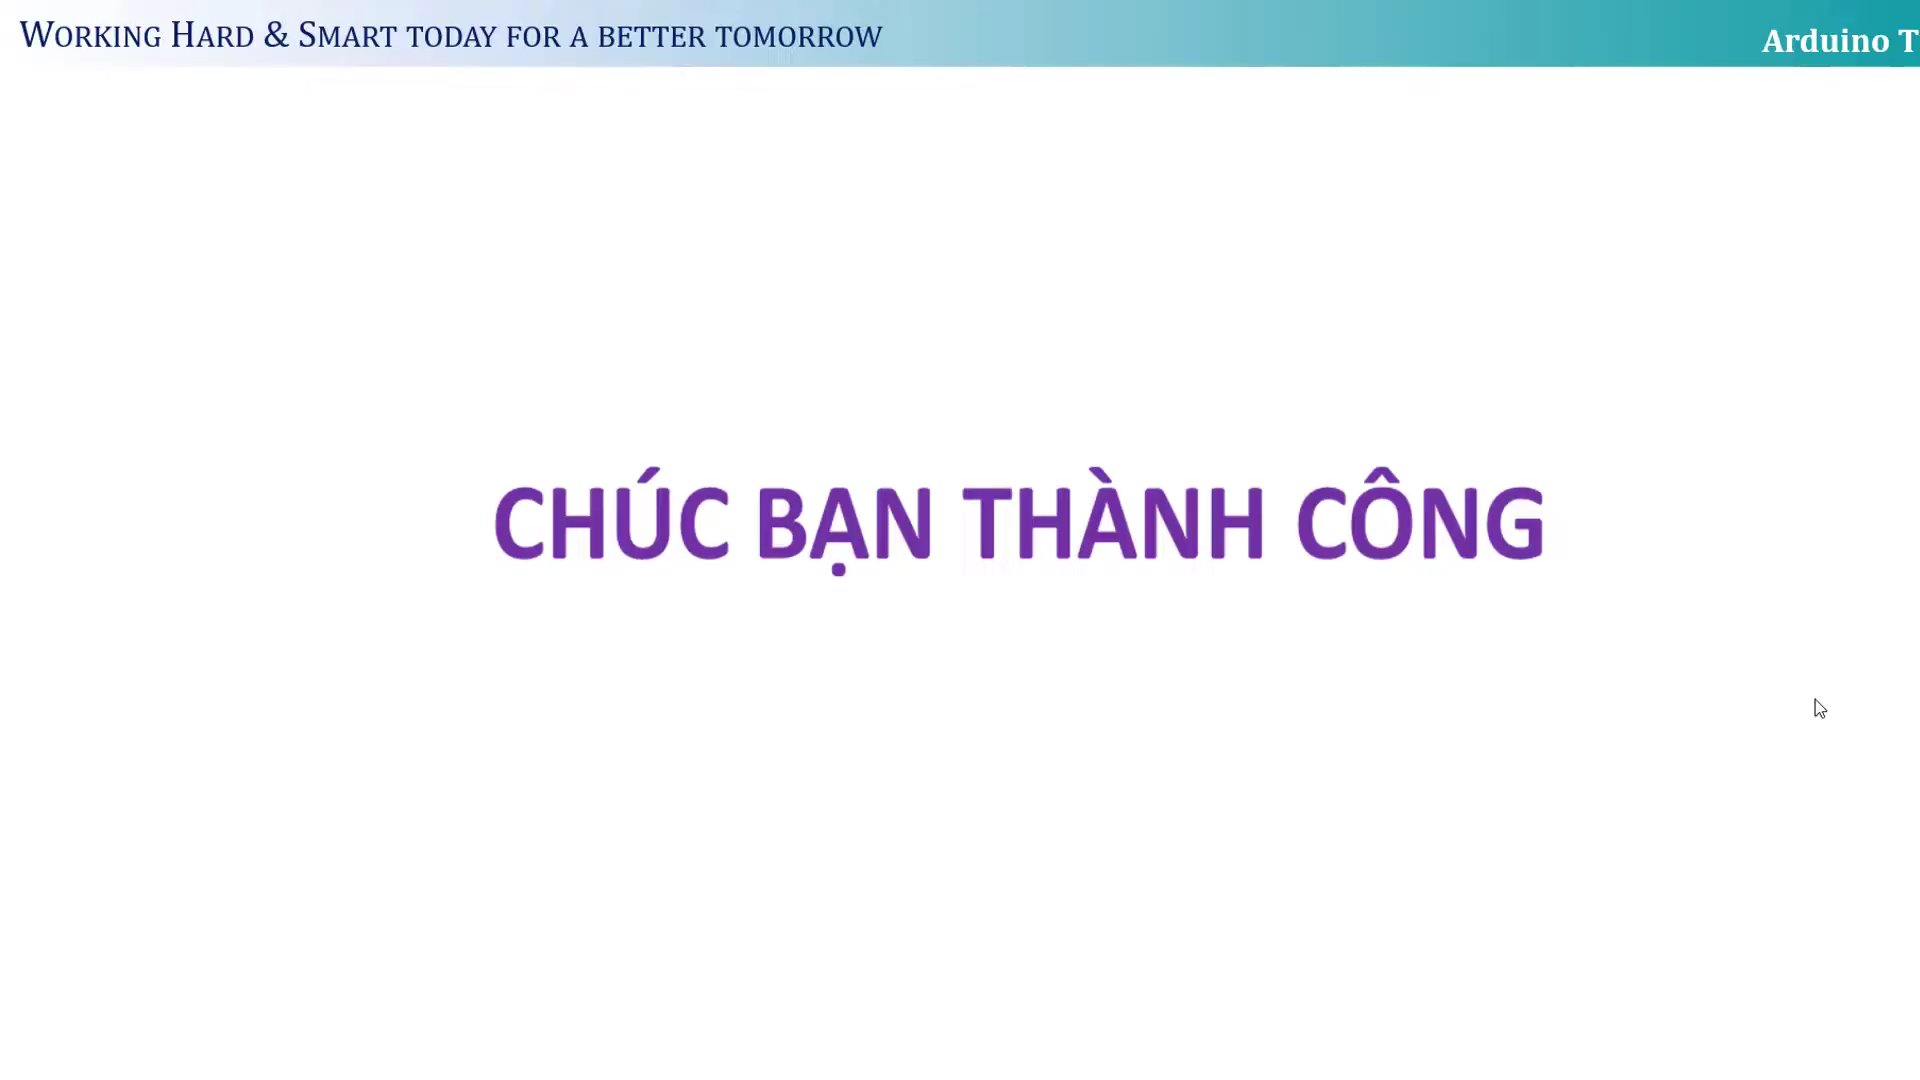 Working Hard & Smart today for a better tomorrow
Arduino T
CHÚC BẠN THÀNH CÔNG